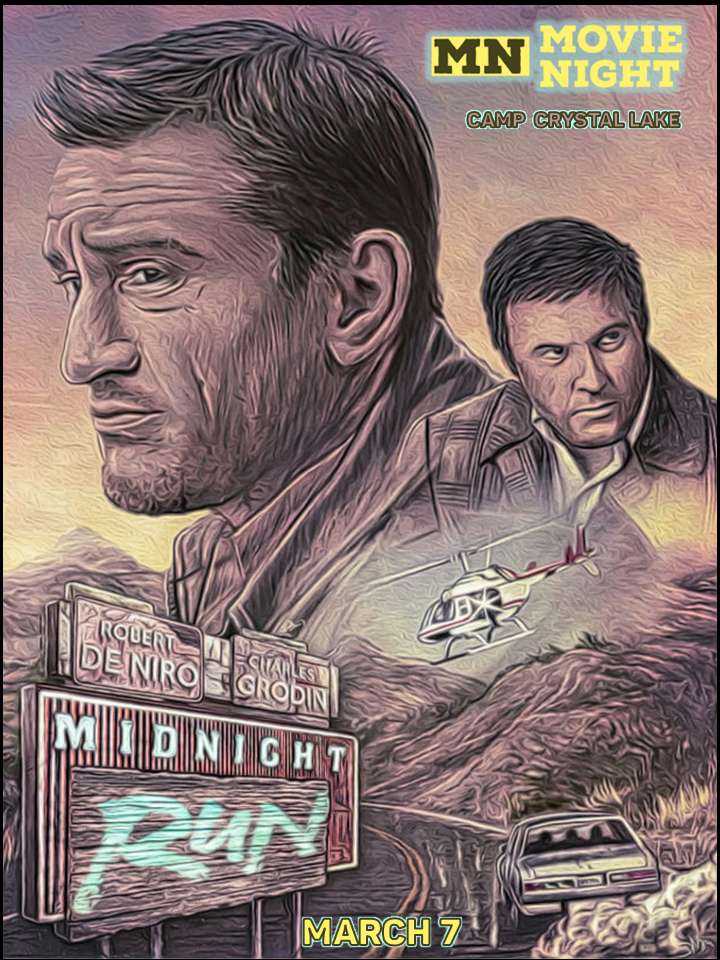 MN MOVIE
NIGHT
CAMP CRYSTAL LAKE
ROBERT
DE NIRO
CHARLES
GRODIN
MIDNIGHT
RUN
MARCH 7